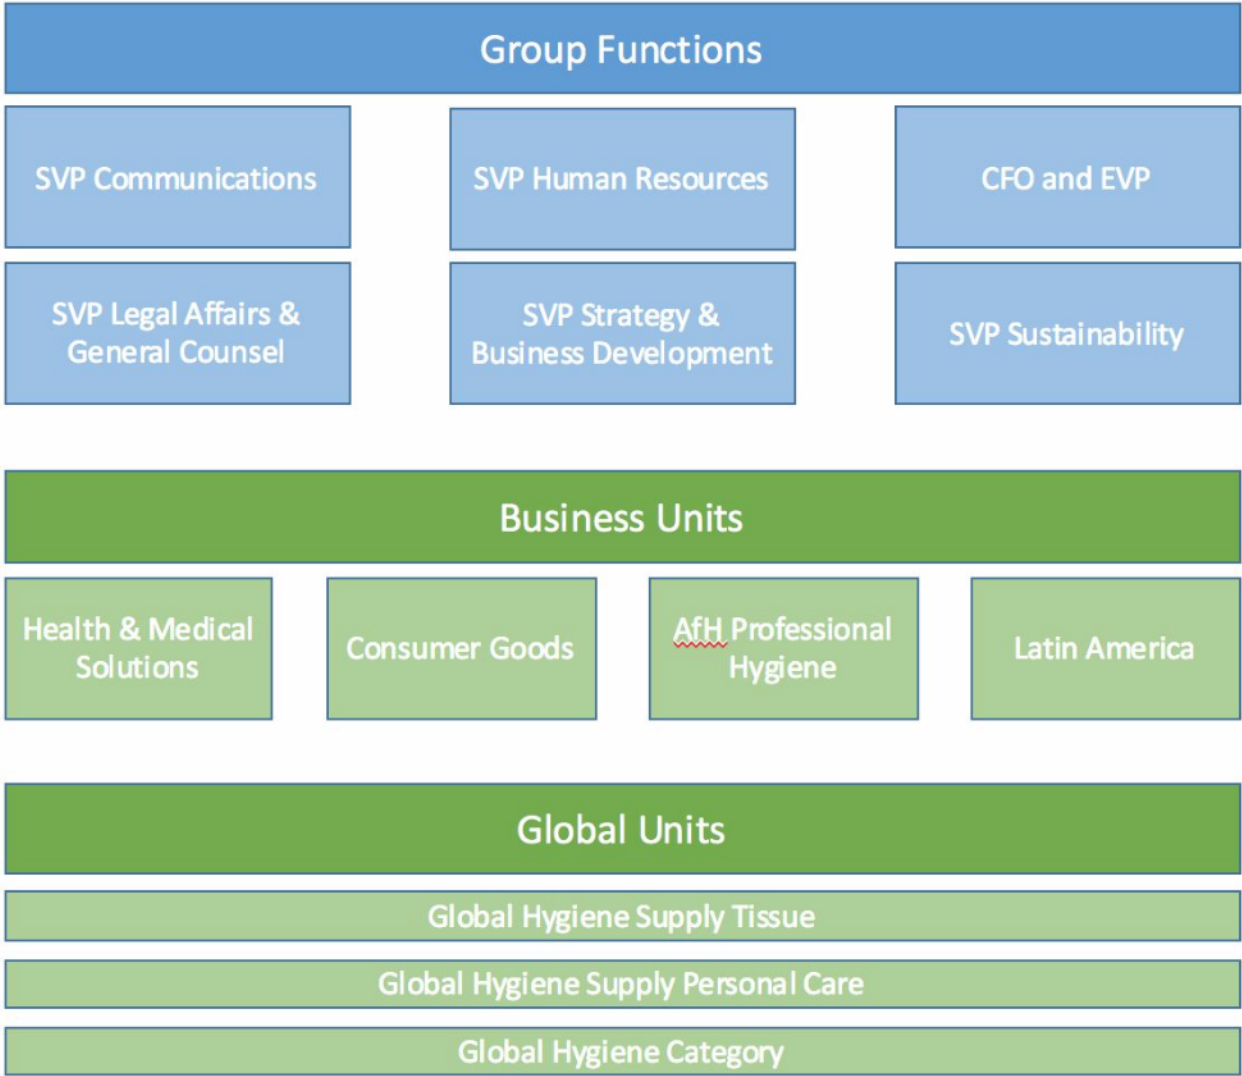 Group Functions
SVP Communications
SVP Human Resources
CFO and EVP
SVP Legal Affairs &
General Counsel
SVP Strategy &
Business Development
SVP Sustainability
Business Units
Health & Medical
Solutions
Consumer Goods
AfH Professional
Hygiene
Latin America
Global Units
Global Hygiene Supply Tissue
Global Hygiene Supply Personal Care
Global Hygiene Category